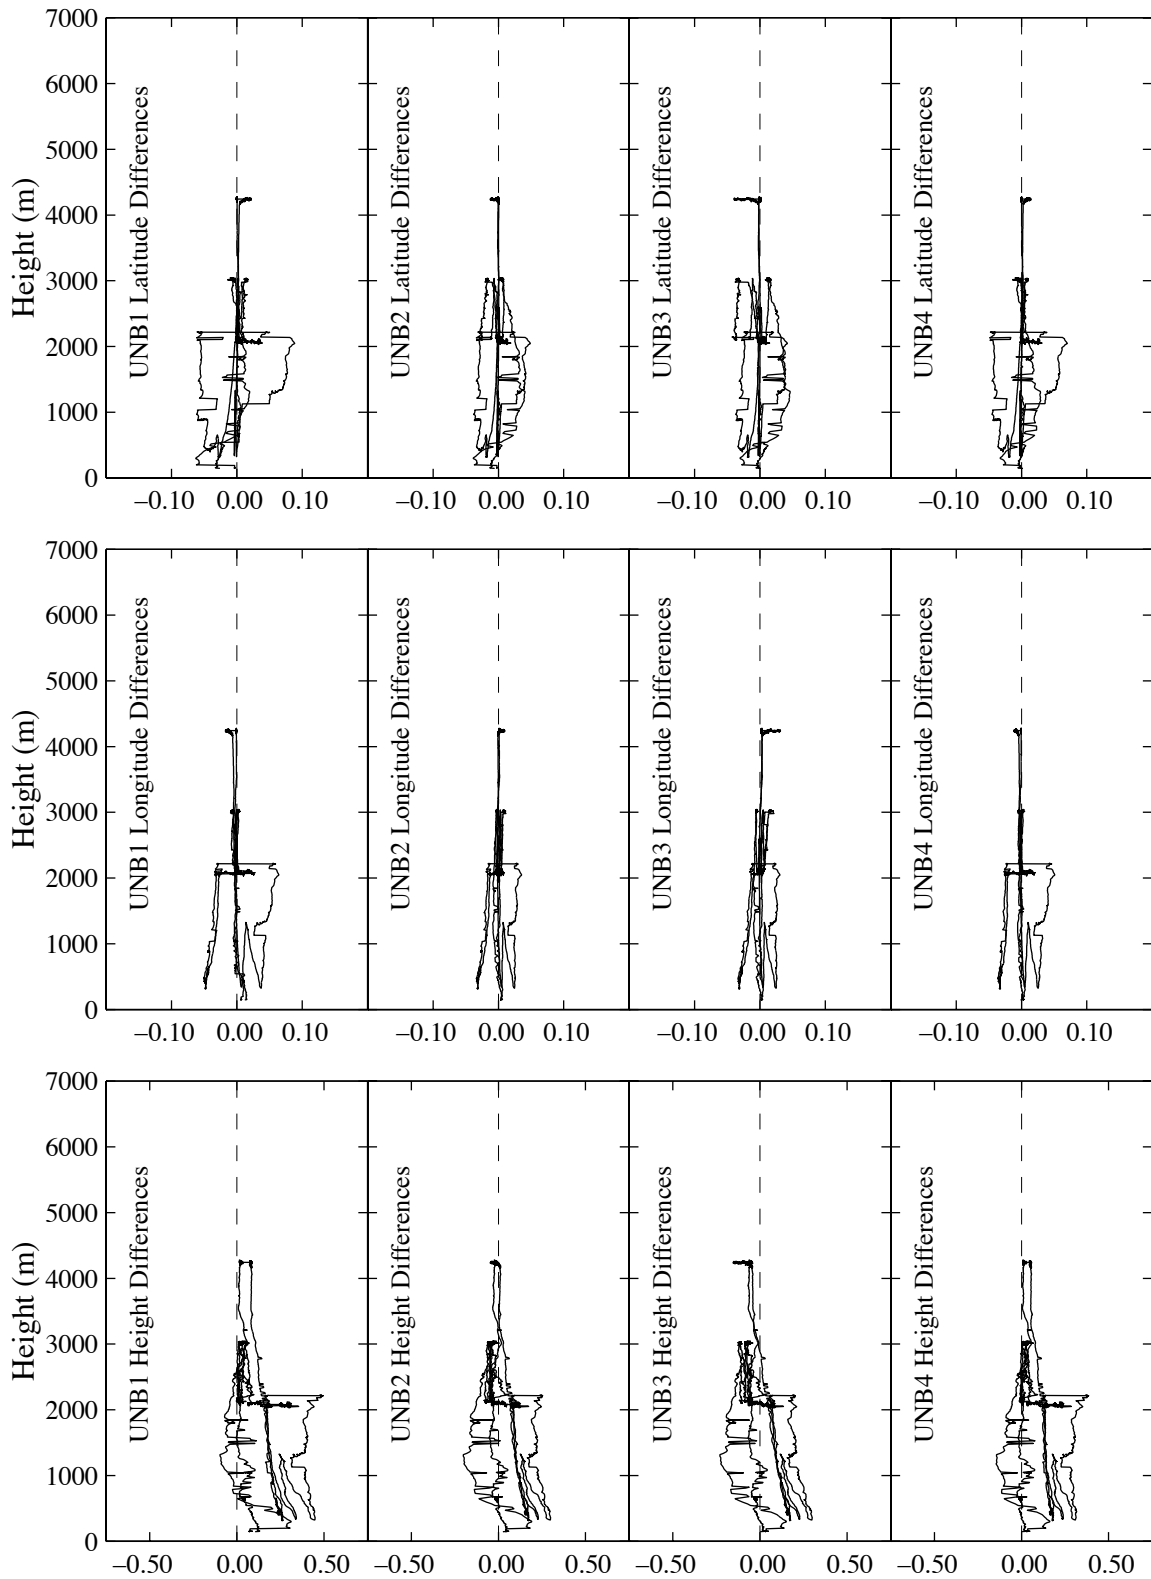 7000
6000
5000
4000
3000
2000
1000
0
Height (m)
UNB1 Latitude Differences
UNB2 Latitude Differences
UNB3 Latitude Differences
UNB4 Latitude Differences
−0.10 0.00 0.10 −0.10 0.00 0.10 −0.10 0.00 0.10 −0.10 0.00 0.10
7000
6000
5000
4000
3000
2000
1000
0
Height (m)
UNB1 Longitude Differences
UNB2 Longitude Differences
UNB3 Longitude Differences
UNB4 Longitude Differences
−0.10 0.00 0.10 −0.10 0.00 0.10 −0.10 0.00 0.10 −0.10 0.00 0.10
7000
6000
5000
4000
3000
2000
1000
0
Height (m)
UNB1 Height Differences
UNB2 Height Differences
UNB3 Height Differences
UNB4 Height Differences
−0.50 0.00 0.50 −0.50 0.00 0.50 −0.50 0.00 0.50 −0.50 0.00 0.50